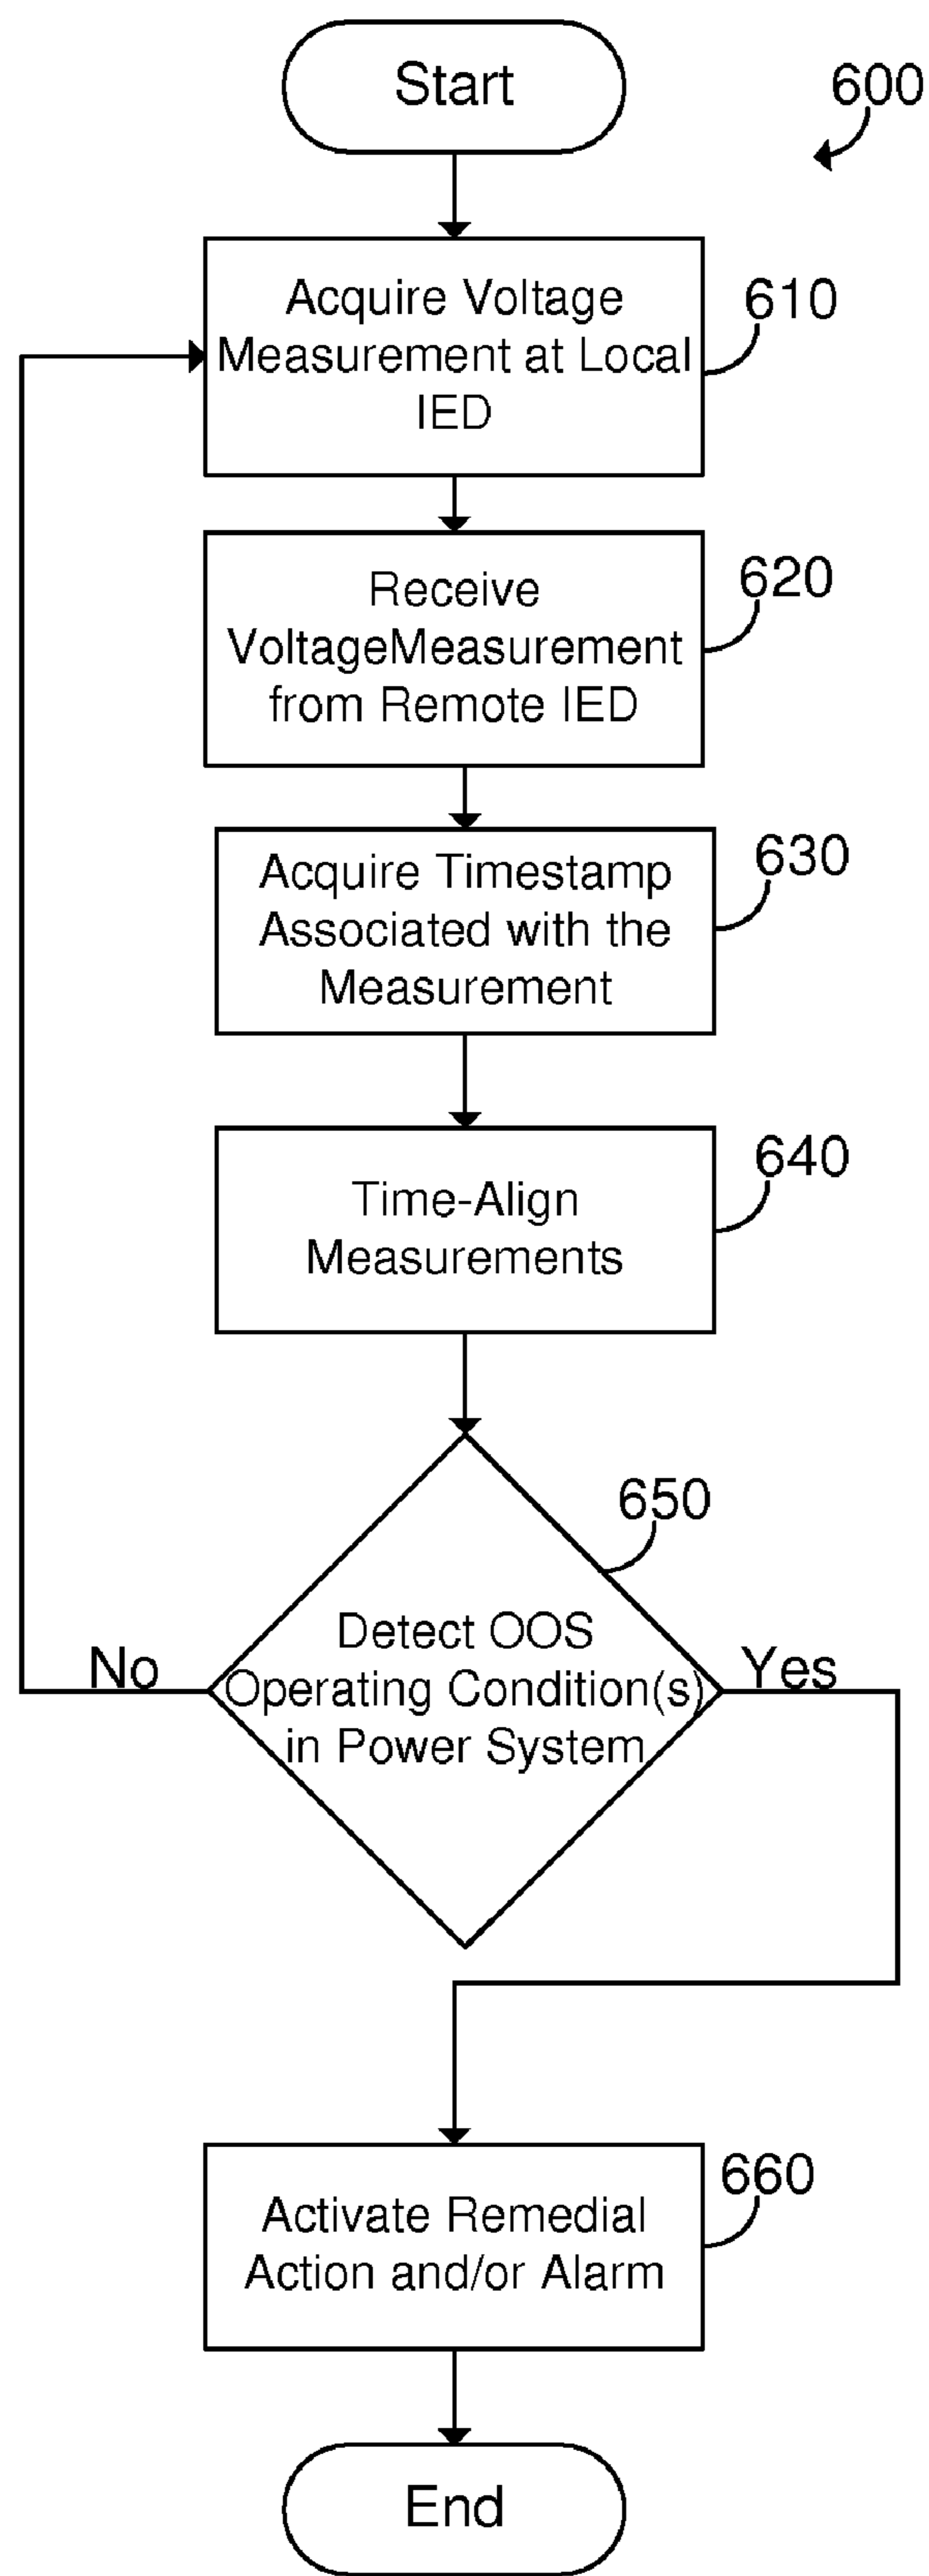 Start
600
Acquire Voltage
Measurement at Local
IED
610
Receive
VoltageMeasurement
from Remote IED
620
Acquire Timestamp
Associated with the
Measurement
630
Time-Align
Measurements
640
650
Detect OOS
Operating Condition(s)
in Power System
No
Yes
Activate Remedial
Action and/or Alarm
660
End